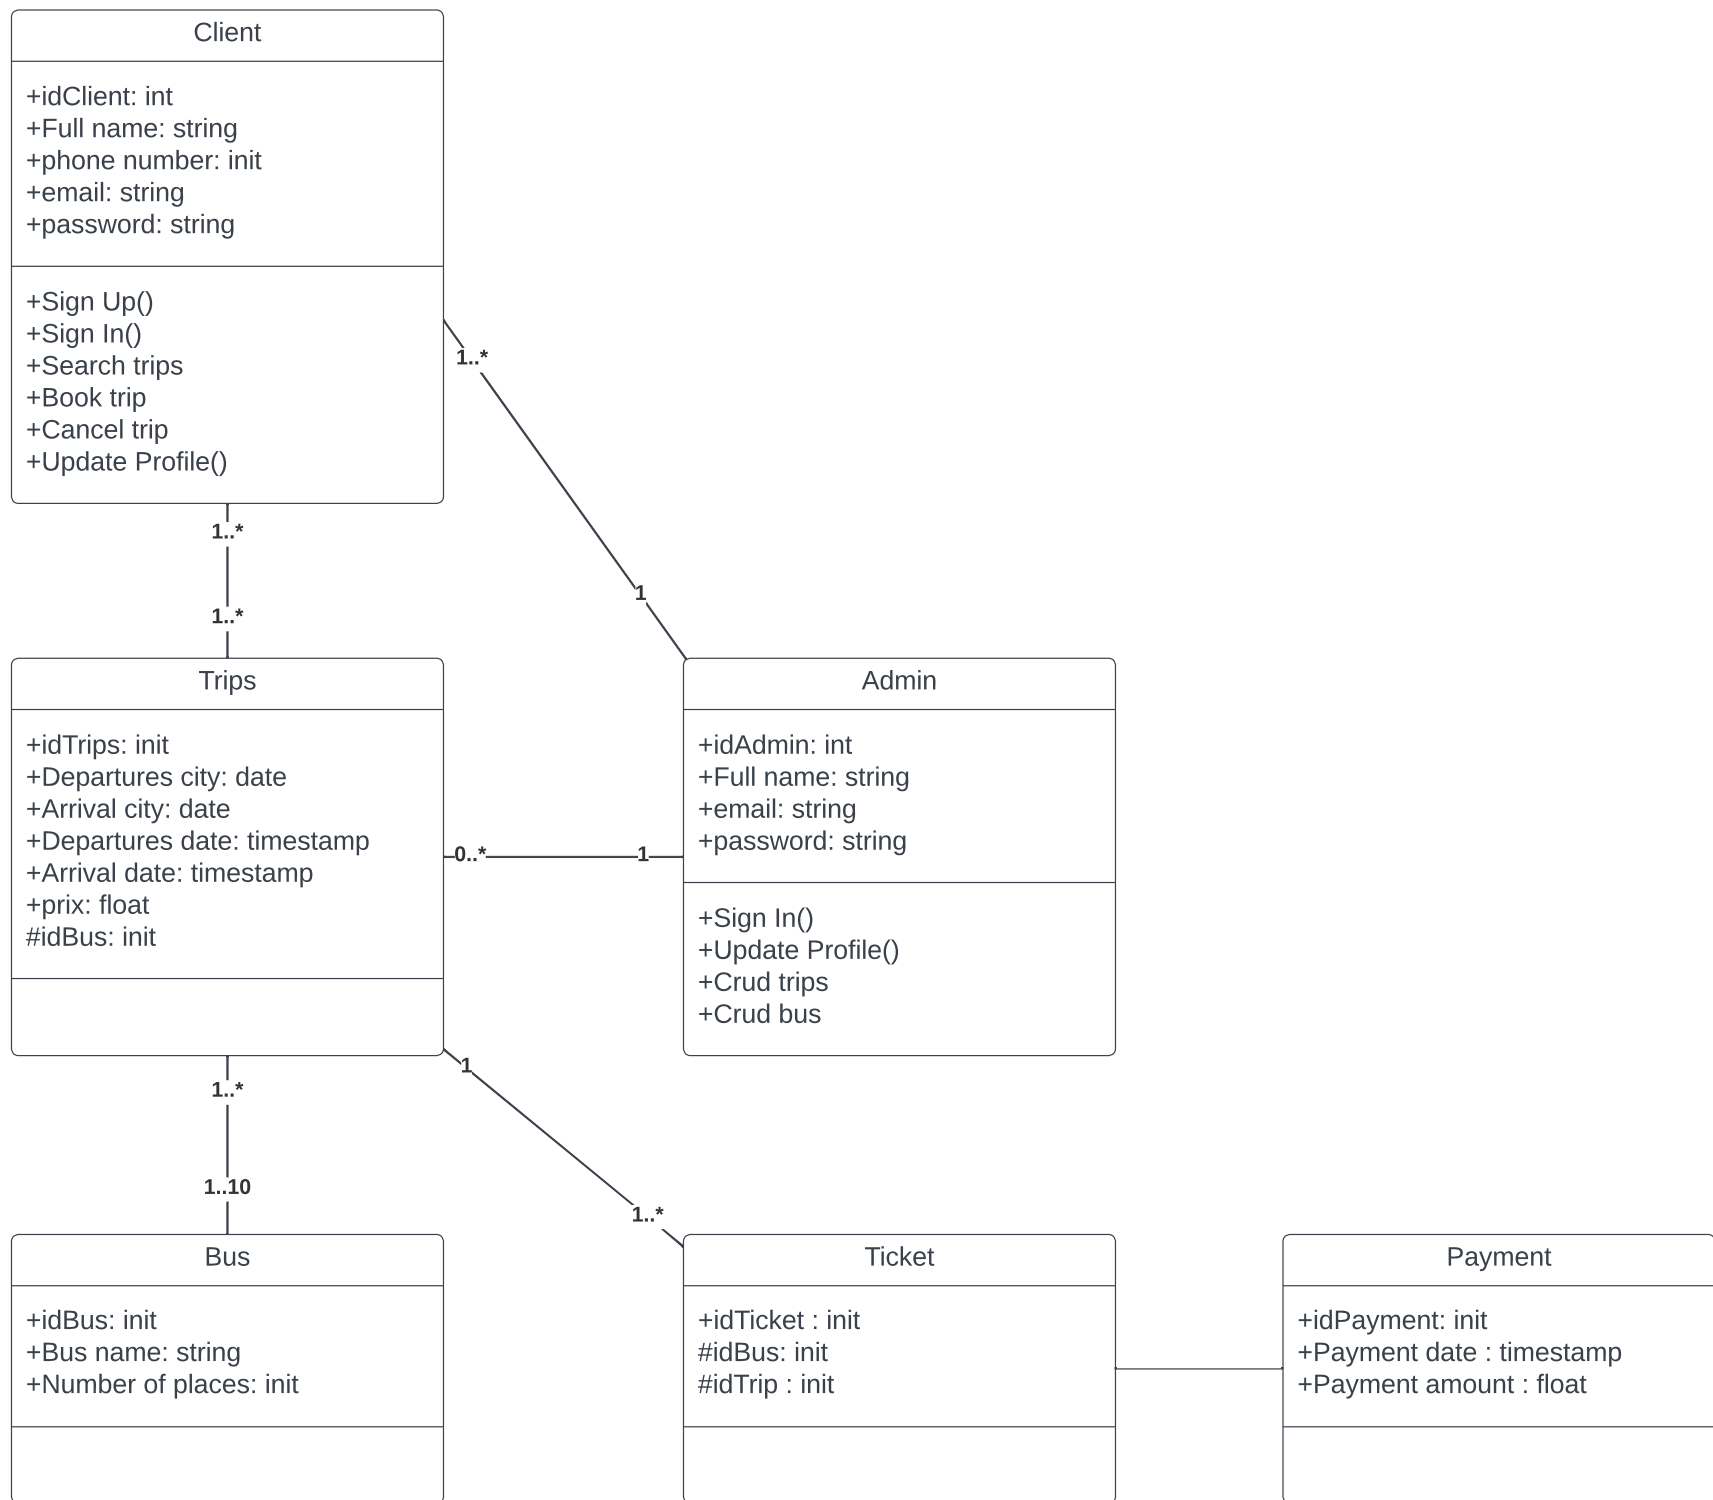 Client
+idClient: int
+Full name: string
+phone number: init
+email: string
+password: string
+Sign Up()
+Sign In()
+Search trips
+Book trip
+Cancel trip
+Update Profile()
1..*
1
1..*
1..*
Trips
+idTrips: init
+Departures city: date
+Arrival city: date
+Departures date: timestamp
+Arrival date: timestamp
+prix: float
#idBus: init
0..*
1
Admin
+idAdmin: int
+Full name: string
+email: string
+password: string
+Sign In()
+Update Profile()
+Crud trips
+Crud bus
1..*
1..10
1
1..*
Bus
+idBus: init
+Bus name: string
+Number of places: init
Ticket
+idTicket : init
#idBus: init
#idTrip : init
Payment
+idPayment: init
+Payment date : timestamp
+Payment amount : float